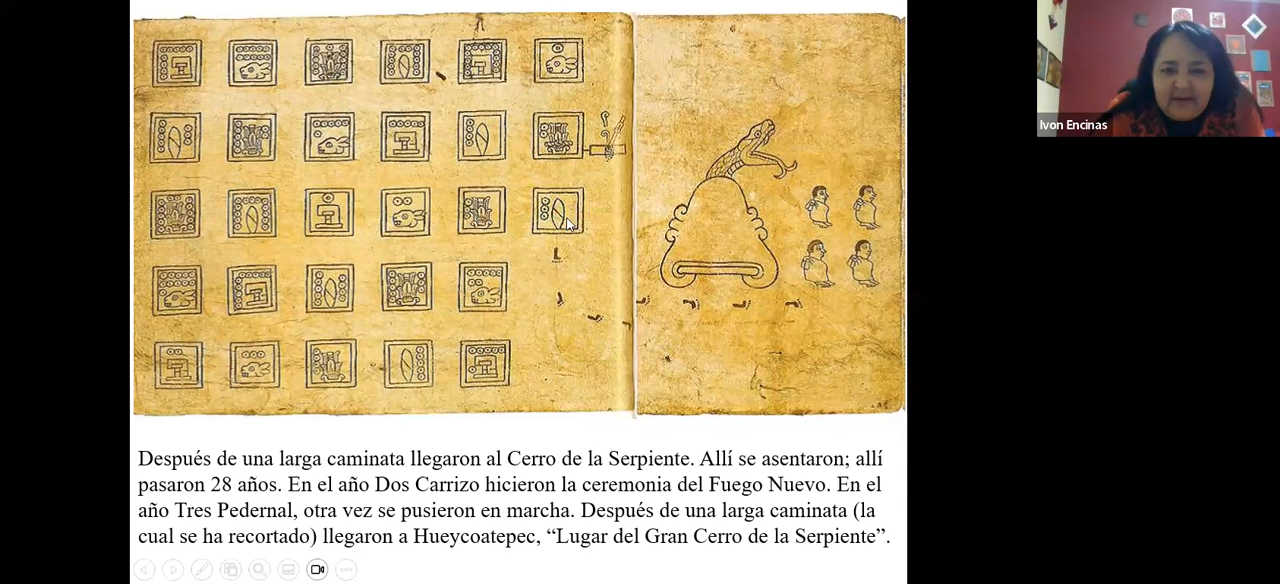 Ivon Encinas
Después de una larga caminata llegaron al Cerro de la Serpiente. Allí se asentaron; allí
pasaron 28 años. En el año Dos Carrizo hicieron la ceremonia del Fuego Nuevo. En el
año Tres Pedernal, otra vez se pusieron en marcha. Después de una larga caminata (la
cual se ha recortado) llegaron a Hueycoatepec, “Lugar del Gran Cerro de la Serpiente”.